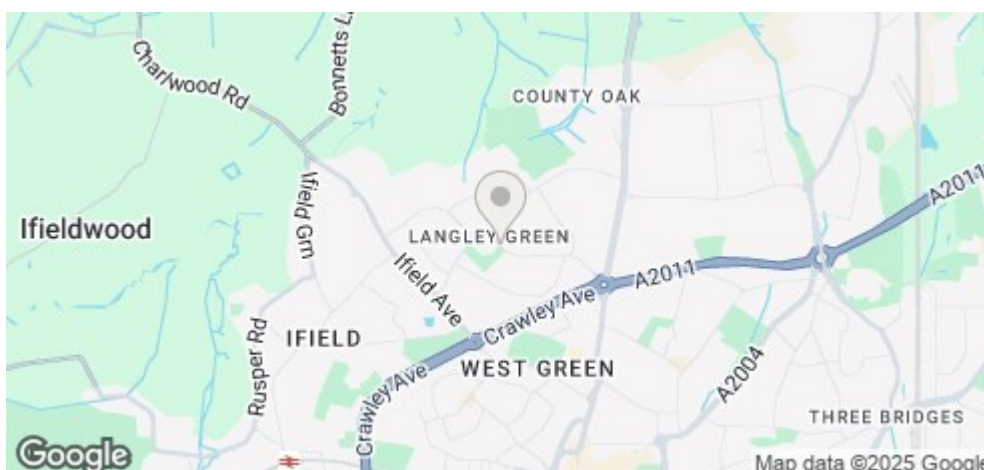 Charlwood Rd
Bonnetts L
COUNTY OAK
Ifield Grn
A2011
Ifieldwood
LANGLEY GREEN
Ifield Ave
A2011
Crawley Ave
IFIELD
Rusper Rd
WEST GREEN
A2004
Crawley Ave
THREE BRIDGES
Google
Map data ©2025 Google